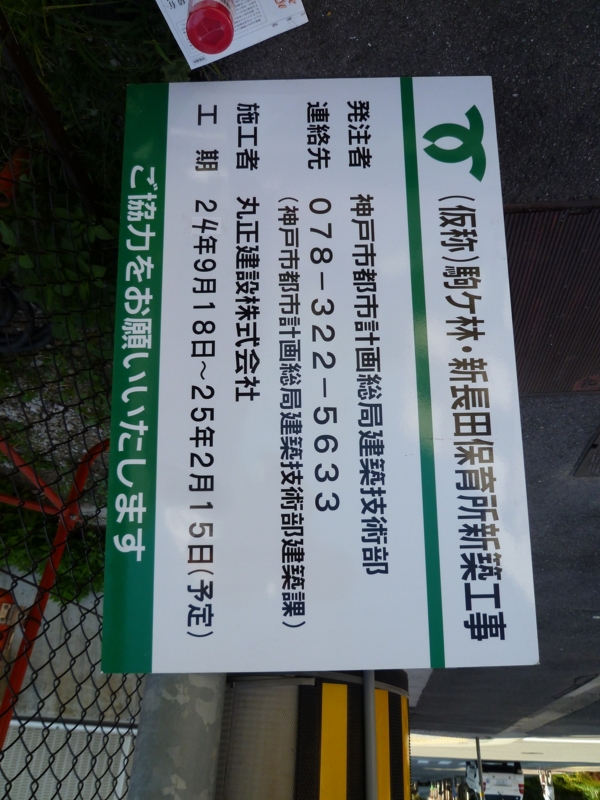 (仮称)駒ケ林・新長田保育所新築工事
発注者 神戸市都市計画総局建築技術部
連絡先 078-322-5633
(神戸市都市計画総局建築技術部建築課)
施工者 丸正建設株式会社
工期 24年9月18日～25年2月15日(予定)
ご協力をお願いいたします